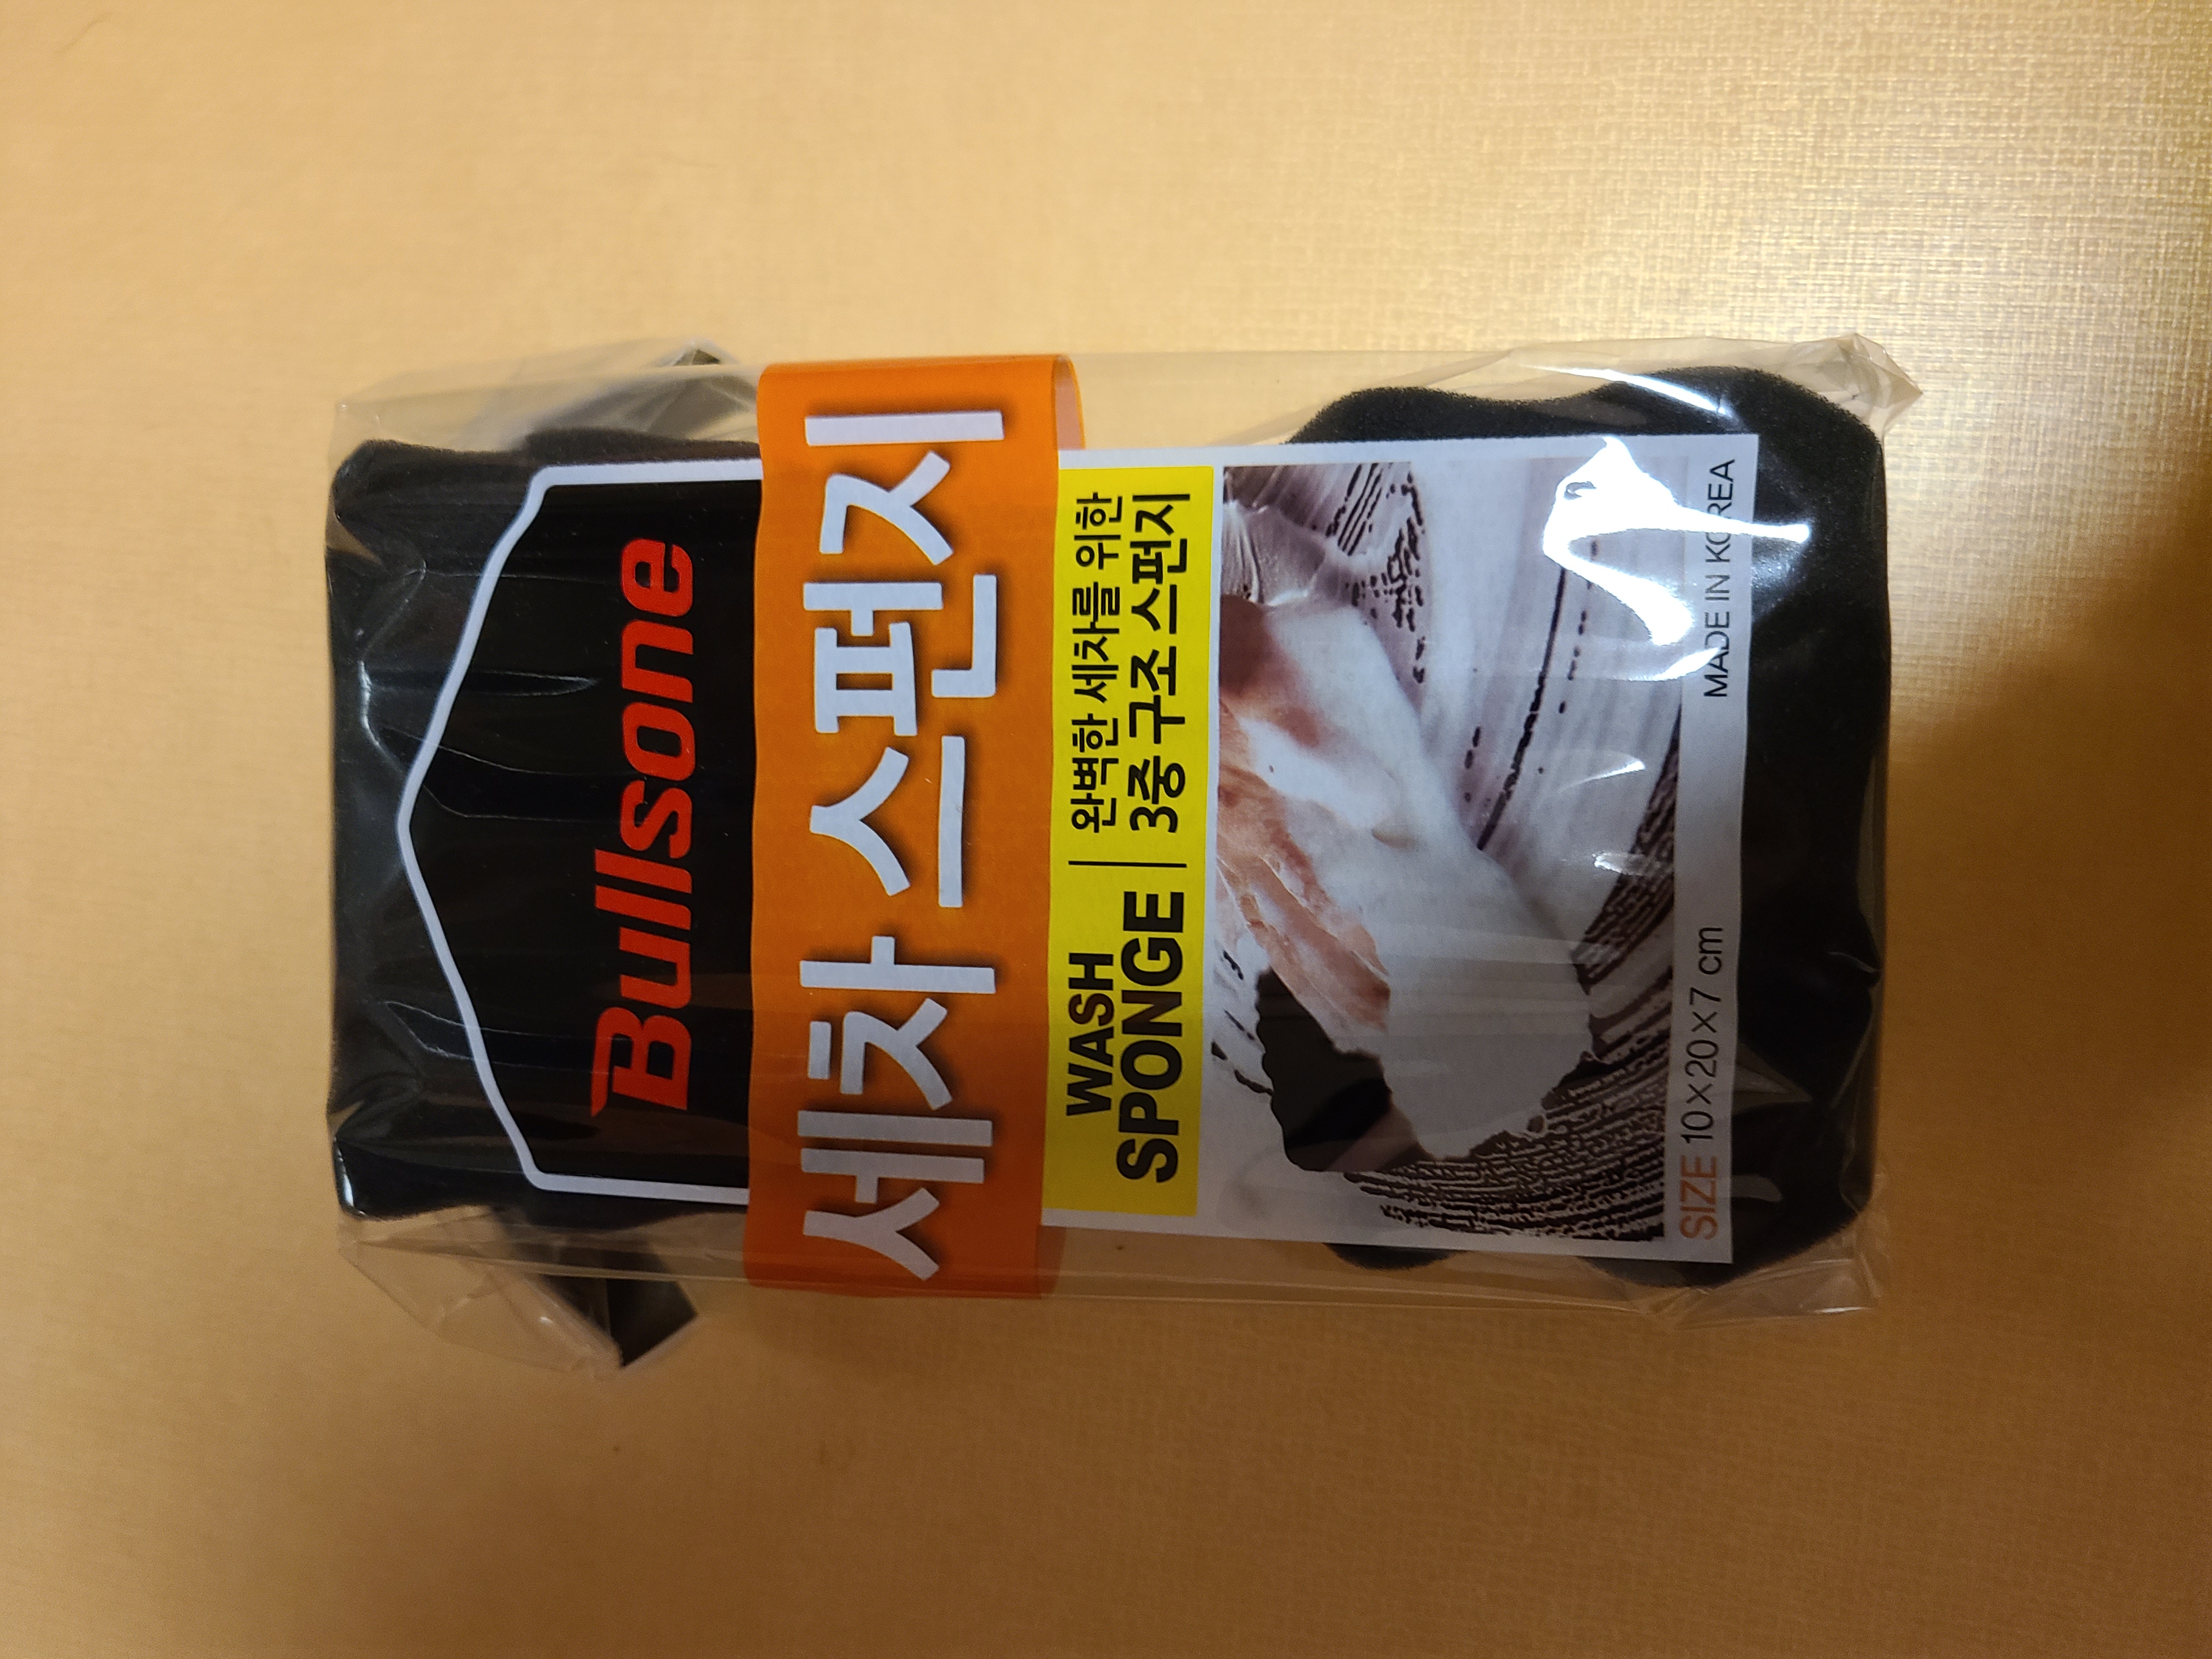 Bullsone
세차 스펀지
WASH
SPONGE
완벽한 세차를 위한
3중 구조 스펀지
SIZE 10×20×7 cm
MADE IN KOREA